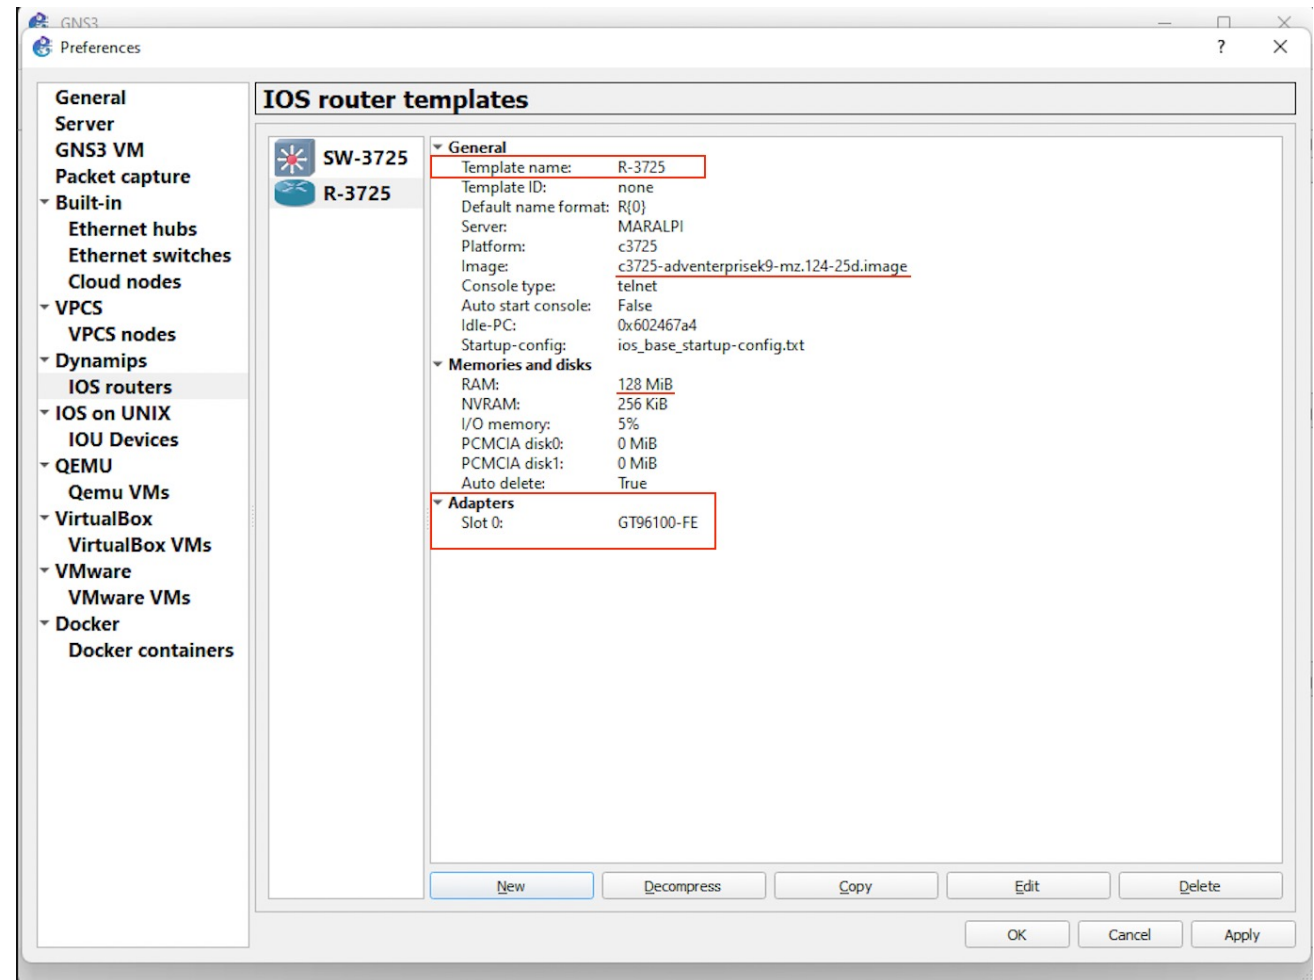 GNS3
Preferences
?
General
Server
GNS3 VM
Packet capture
Built-in
Ethernet hubs
Ethernet switches
Cloud nodes
VPCS
VPCS nodes
Dynamips
IOS routers
IOS on UNIX
IOU Devices
QEMU
Qemu VMs
VirtualBox
VirtualBox VMs
VMware
VMware VMs
Docker
Docker containers
IOS router templates
SW-3725
R-3725
General
Template name: R-3725
Template ID: none
Default name format: R{0}
Server: MARALPI
Platform: c3725
Image: c3725-adventerprisek9-mz.124-25d.image
Console type: telnet
Auto start console: False
Idle-PC: 0x602467a4
Startup-config: ios_base_startup-config.txt
Memories and disks
RAM: 128 MiB
NVRAM: 256 KiB
I/O memory: 5%
PCMCIA disk0: 0 MiB
PCMCIA disk1: 0 MiB
Auto delete: True
Adapters
Slot 0: GT96100-FE
New Decompress Copy Edit Delete
OK Cancel Apply